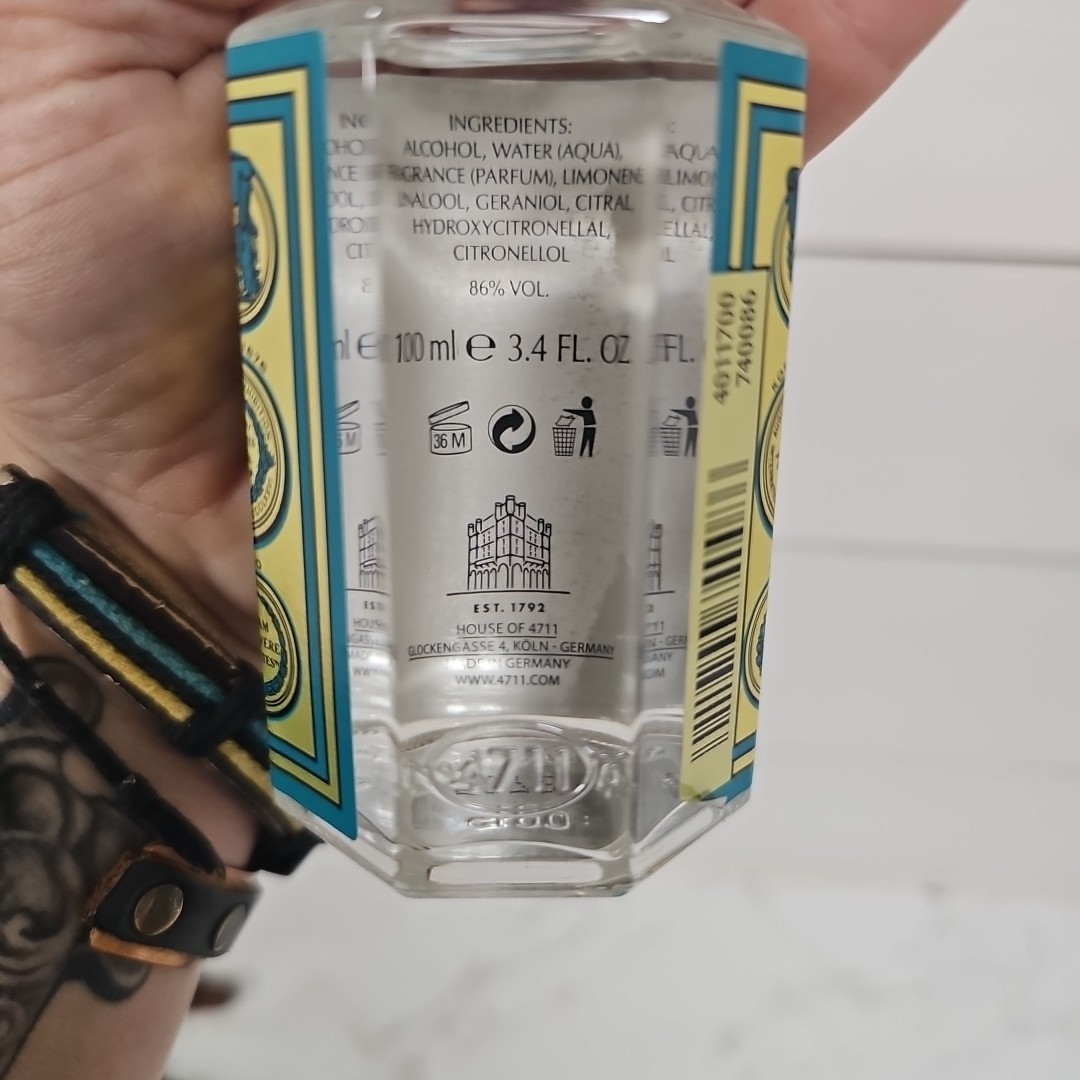 INGREDIENTS:
ALCOHOL, WATER (AQUA),
FRAGRANCE (PARFUM), LIMONENE
LINALOOL, GERANIOL, CITRAL
HYDROXYCITRONELLAL,
CITRONELLOL
86% VOL.
100 ml e 3.4 FL. OZ
36 M
EST. 1792
HOUSE OF 4711
GLOCKENGASSE 4, KÖLN - GERMANY
MADE IN GERMANY
WWW.4711.COM
No 4711
4011700
740086